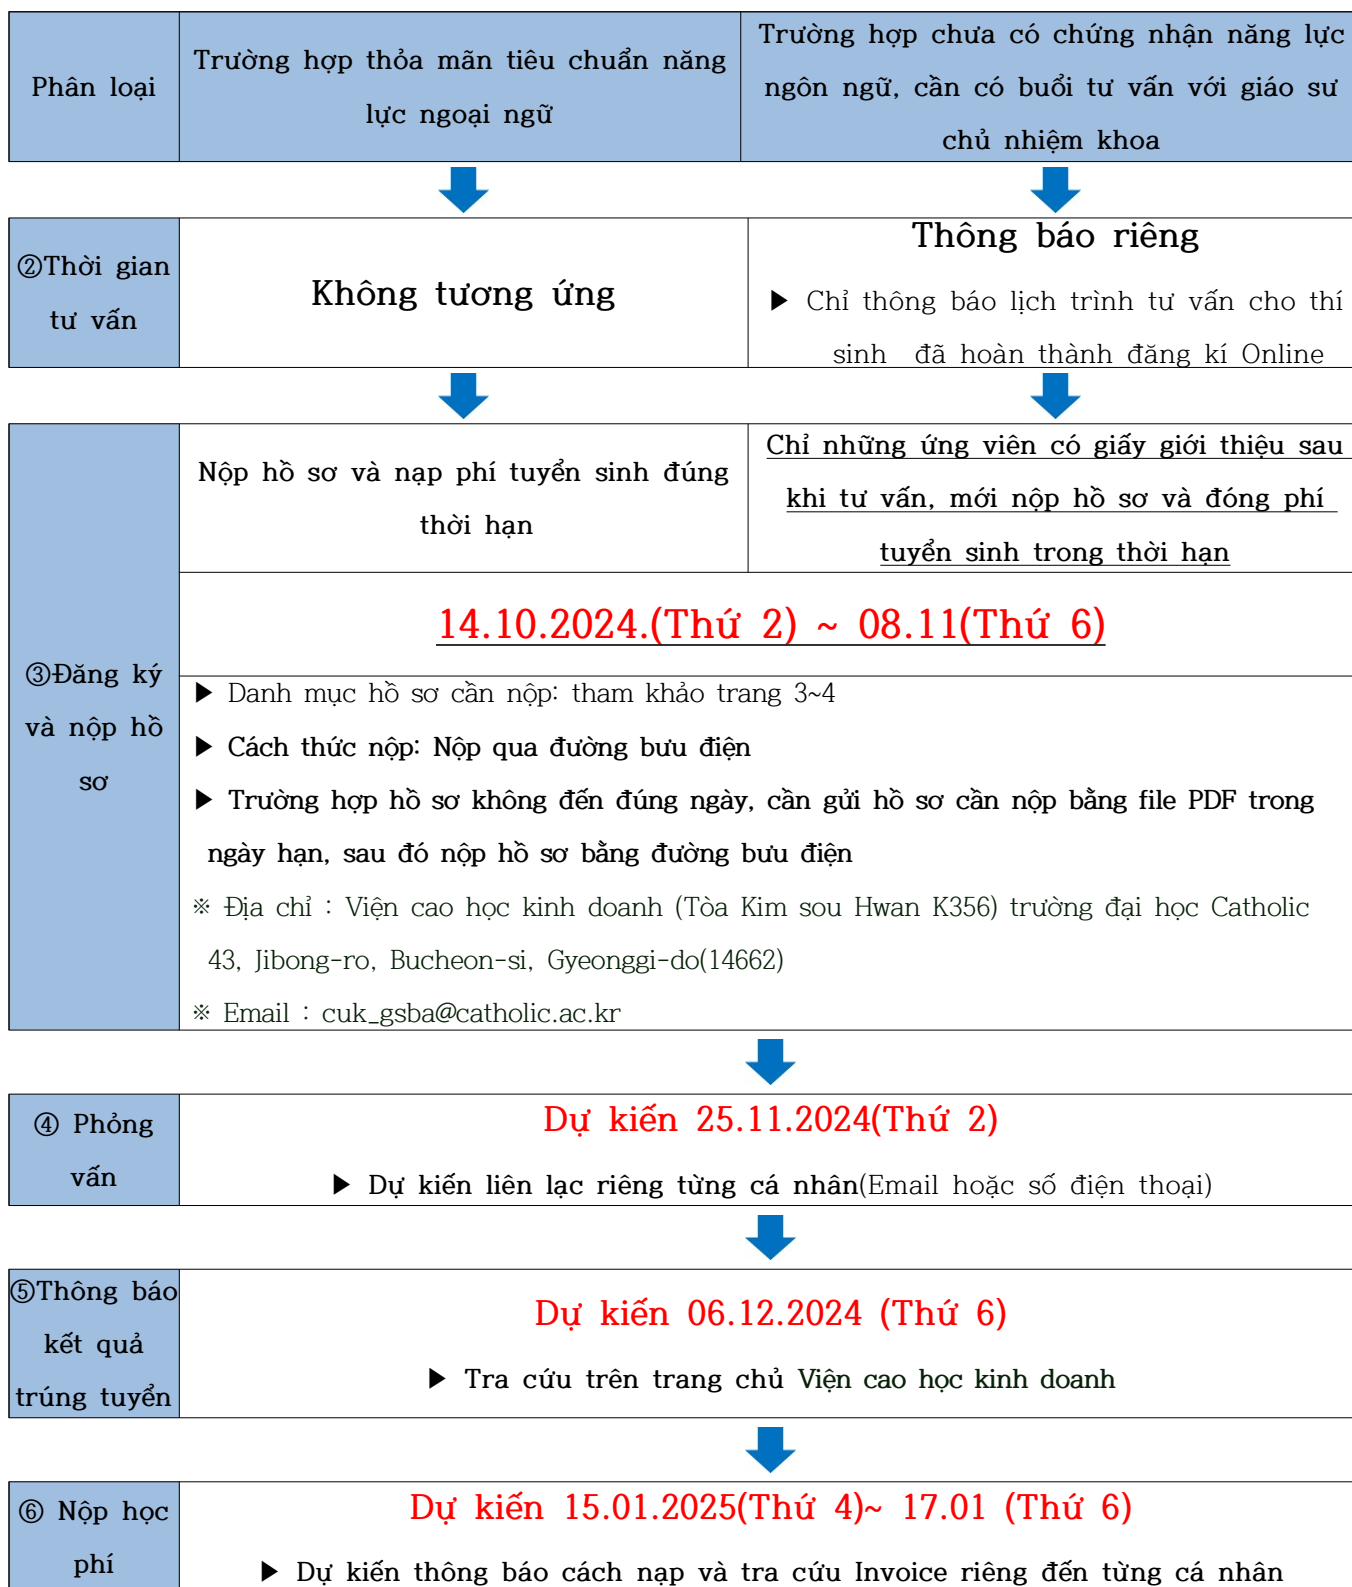 Phân loại
Trường hợp thỏa mãn tiêu chuẩn năng
lực ngoại ngữ
Trường hợp chưa có chứng nhận năng lực
ngôn ngữ, cần có buổi tư vấn với giáo sư
chủ nhiệm khoa
②Thời gian
tư vấn
Không tương ứng
Thông báo riêng
▶ Chỉ thông báo lịch trình tư vấn cho thí
sinh đã hoàn thành đăng kí Online
③Đăng ký
và nộp hồ
sơ
Nộp hồ sơ và nạp phí tuyển sinh đúng
thời hạn
Chỉ những ứng viên có giấy giới thiệu sau
khi tư vấn, mới nộp hồ sơ và đóng phí
tuyển sinh trong thời hạn
14.10.2024.(Thứ 2) ~ 08.11(Thứ 6)
▶ Danh mục hồ sơ cần nộp: tham khảo trang 3~4
▶ Cách thức nộp: Nộp qua đường bưu điện
▶ Trường hợp hồ sơ không đến đúng ngày, cần gửi hồ sơ cần nộp bằng file PDF trong
ngày hạn, sau đó nộp hồ sơ bằng đường bưu điện
※ Địa chỉ : Viện cao học kinh doanh (Tòa Kim sou Hwan K356) trường đại học Catholic
43, Jibong-ro, Bucheon-si, Gyeonggi-do(14662)
※ Email : cuk_gsba@catholic.ac.kr
④ Phỏng
vấn
Dự kiến 25.11.2024(Thứ 2)
▶ Dự kiến liên lạc riêng từng cá nhân(Email hoặc số điện thoại)
⑤Thông báo
kết quả
trúng tuyển
Dự kiến 06.12.2024 (Thứ 6)
▶ Tra cứu trên trang chủ Viện cao học kinh doanh
⑥ Nộp học
phí
Dự kiến 15.01.2025(Thứ 4)~ 17.01 (Thứ 6)
▶ Dự kiến thông báo cách nạp và tra cứu Invoice riêng đến từng cá nhân